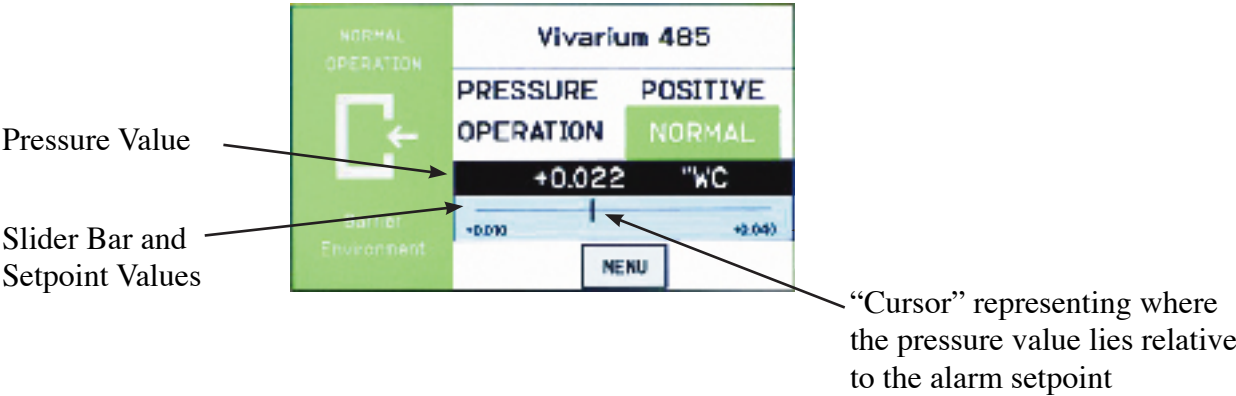 NORMAL
OPERATION
Vivarium 485
PRESSURE POSITIVE
OPERATION NORMAL
+0.022 "WC
+0.010 +0.040
Barrier
Environment
MENU
Pressure Value
Slider Bar and
Setpoint Values
“Cursor” representing where
the pressure value lies relative
to the alarm setpoint